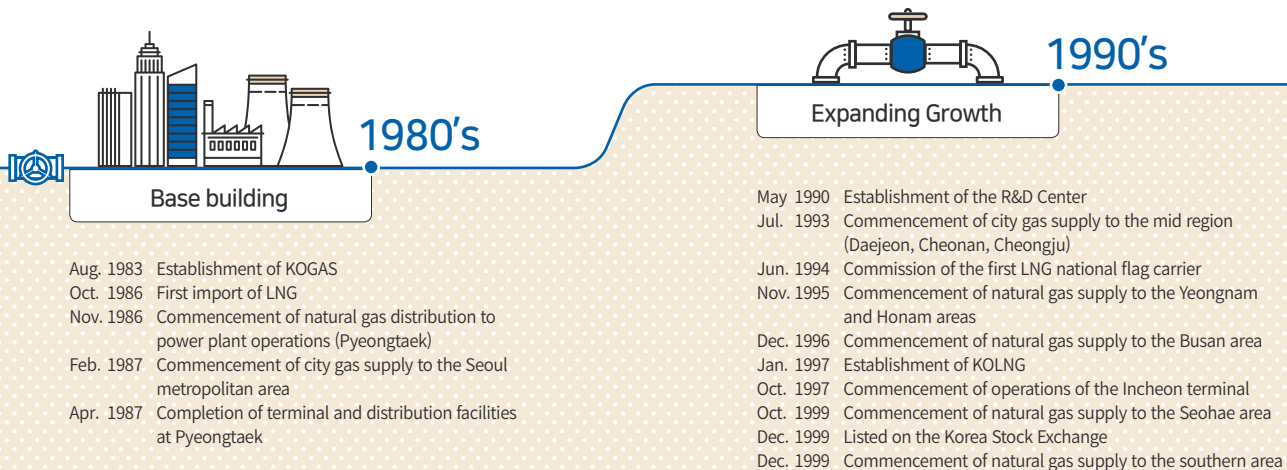 1980's
Base building
Aug. 1983 Establishment of KOGAS
Oct. 1986 First import of LNG
Nov. 1986 Commencement of natural gas distribution to
power plant operations (Pyeongtaek)
Feb. 1987 Commencement of city gas supply to the Seoul
metropolitan area
Apr. 1987 Completion of terminal and distribution facilities
at Pyeongtaek
1990's
Expanding Growth
May 1990 Establishment of the R&D Center
Jul. 1993 Commencement of city gas supply to the mid region
(Daejeon, Cheonan, Cheongju)
Jun. 1994 Commission of the first LNG national flag carrier
Nov. 1995 Commencement of natural gas supply to the Yeongnam
and Honam areas
Dec. 1996 Commencement of natural gas supply to the Busan area
Jan. 1997 Establishment of KOLNG
Oct. 1997 Commencement of operations of the Incheon terminal
Oct. 1999 Commencement of natural gas supply to the Seohae area
Dec. 1999 Listed on the Korea Stock Exchange
Dec. 1999 Commencement of natural gas supply to the southern area